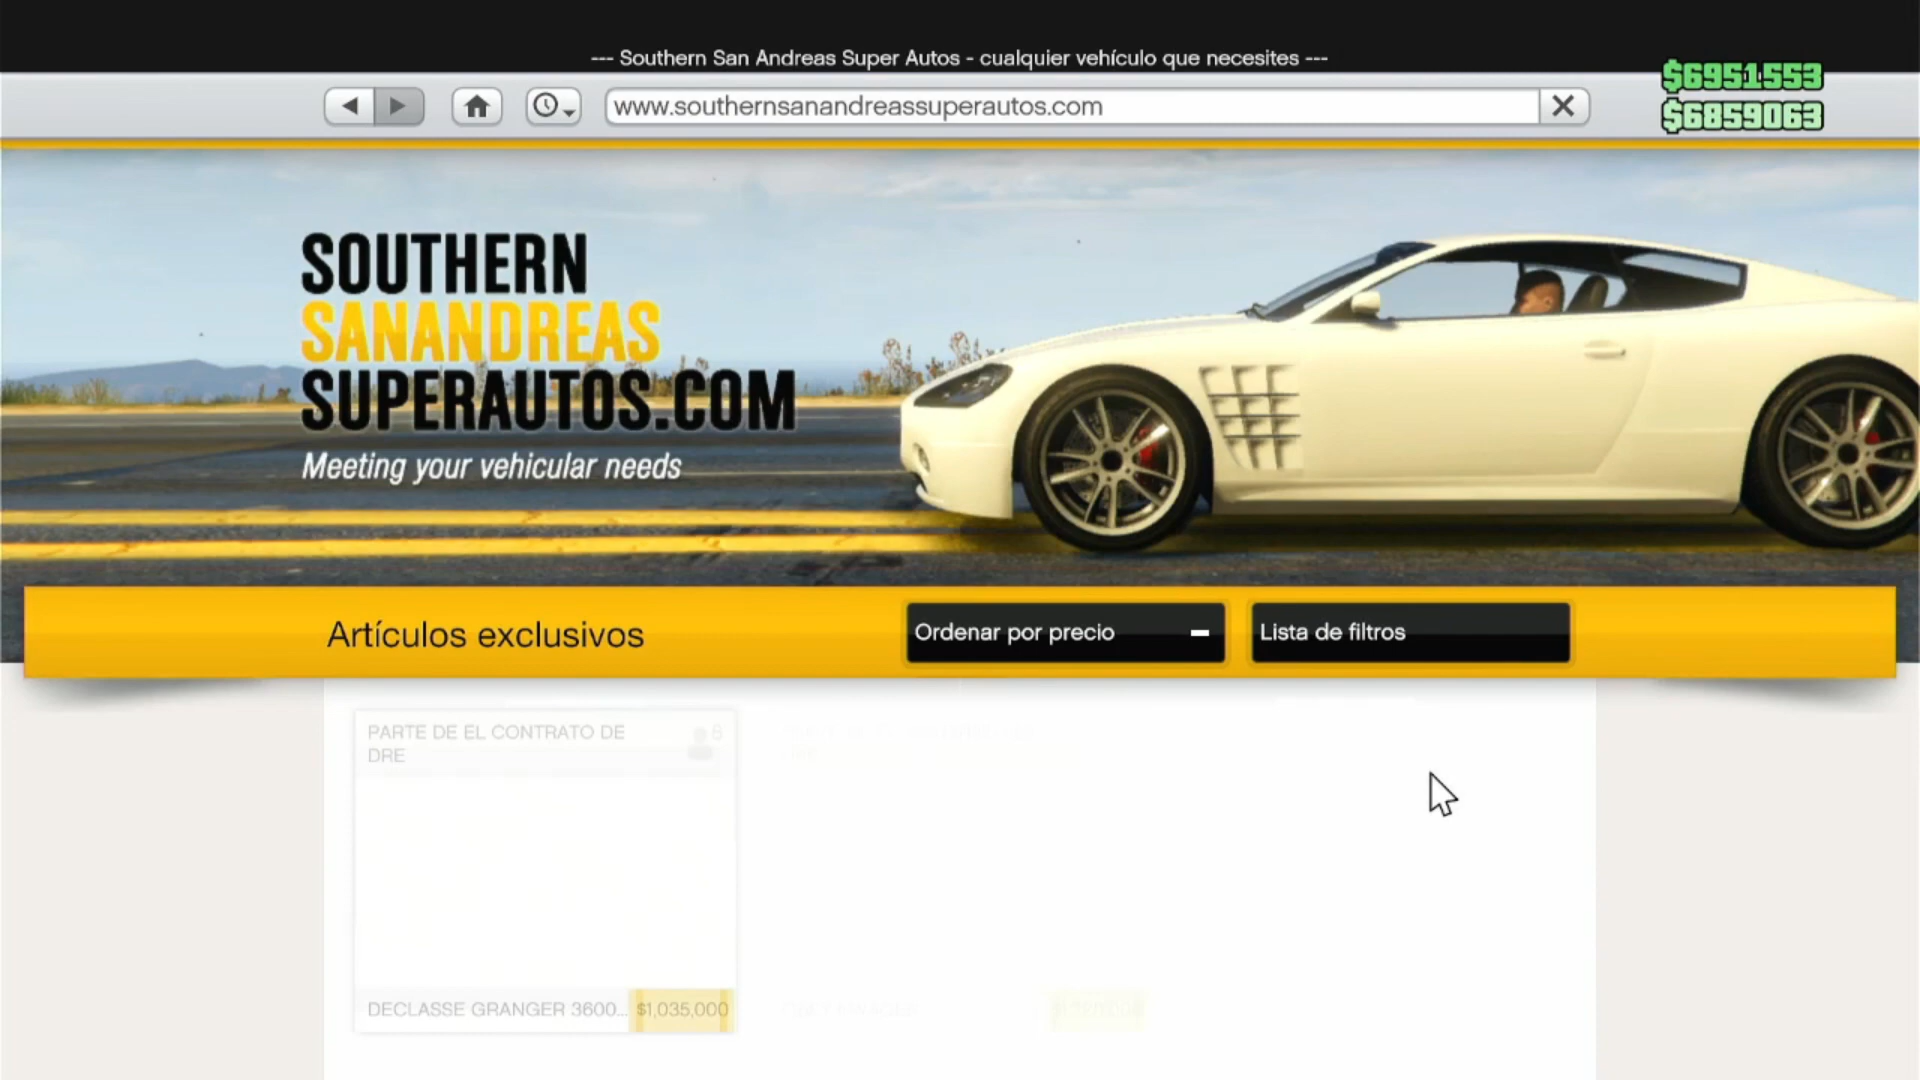 --- Southern San Andreas Super Autos - cualquier vehículo que necesites ---
www.southernsanandreassuperautos.com
$6951553
$6859063
SOUTHERN
SANANDREAS
SUPERAUTOS.COM
Meeting your vehicular needs
Artículos exclusivos
Ordenar por precio
Lista de filtros
PARTE DE EL CONTRATO DE
DRE
8
DECLASSE GRANGER 3600... $1,035,000